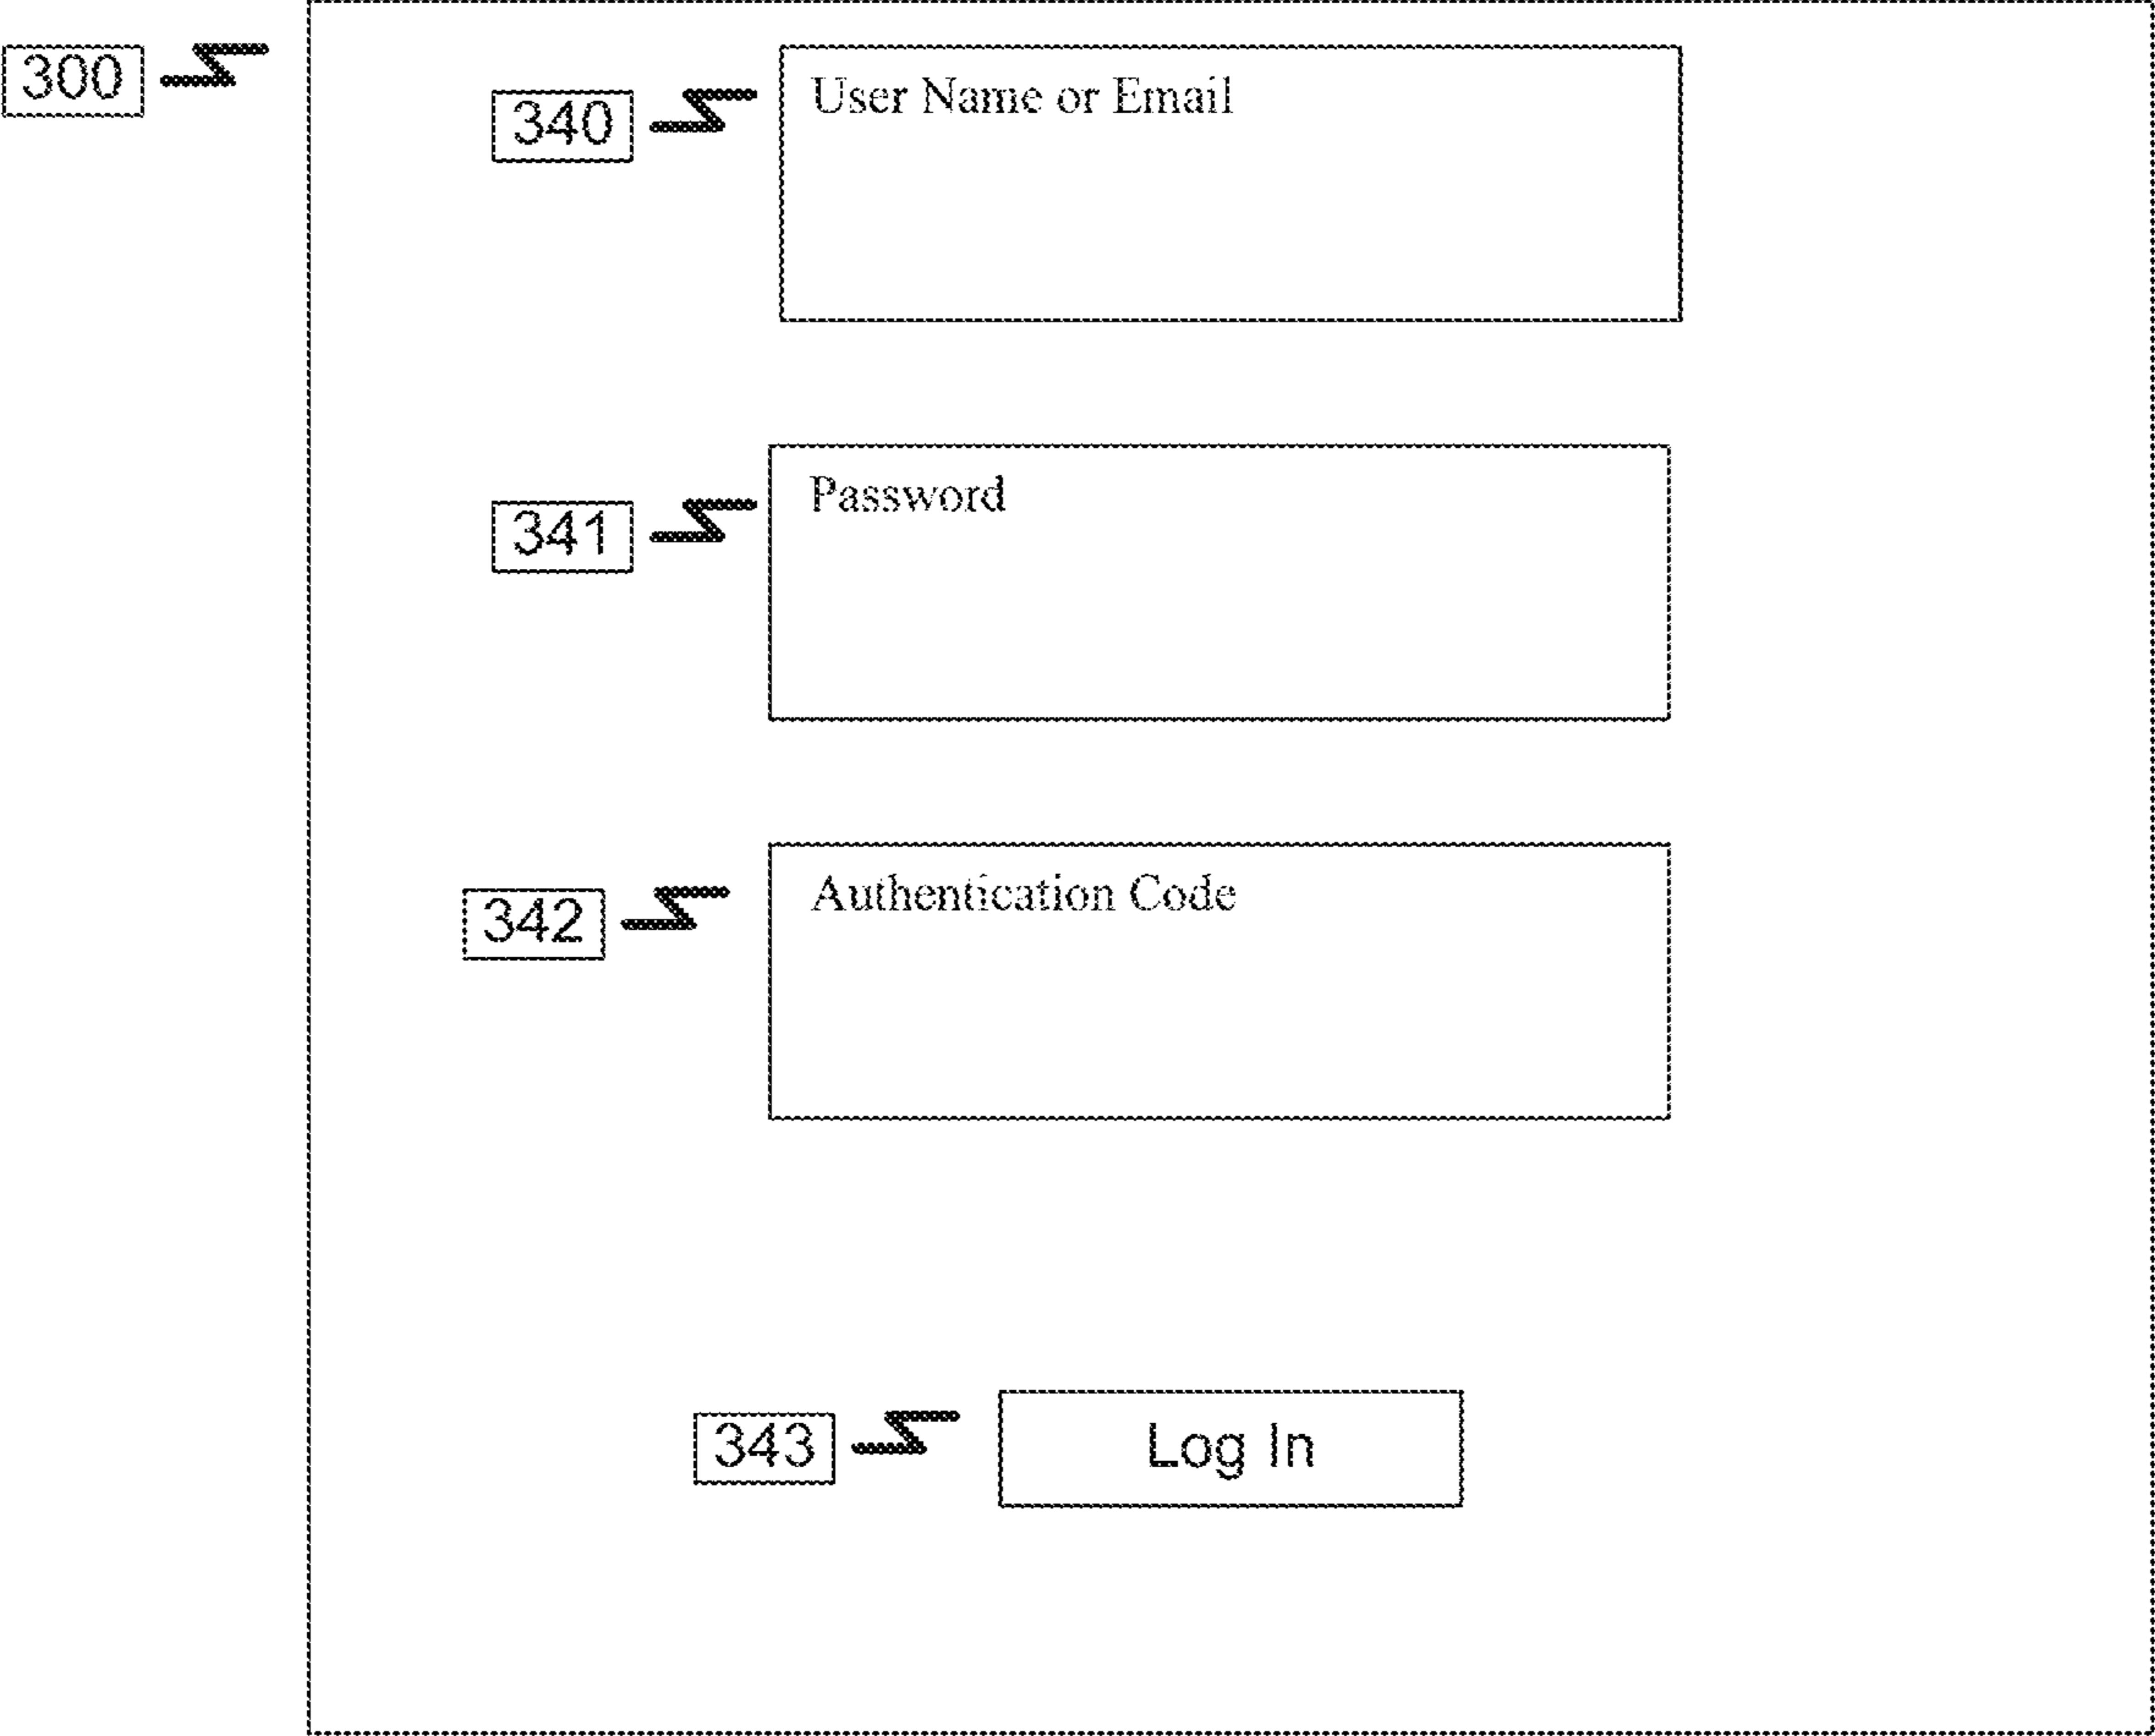 300
340
User Name or Email
341
Password
342
Authentication Code
343
Log In